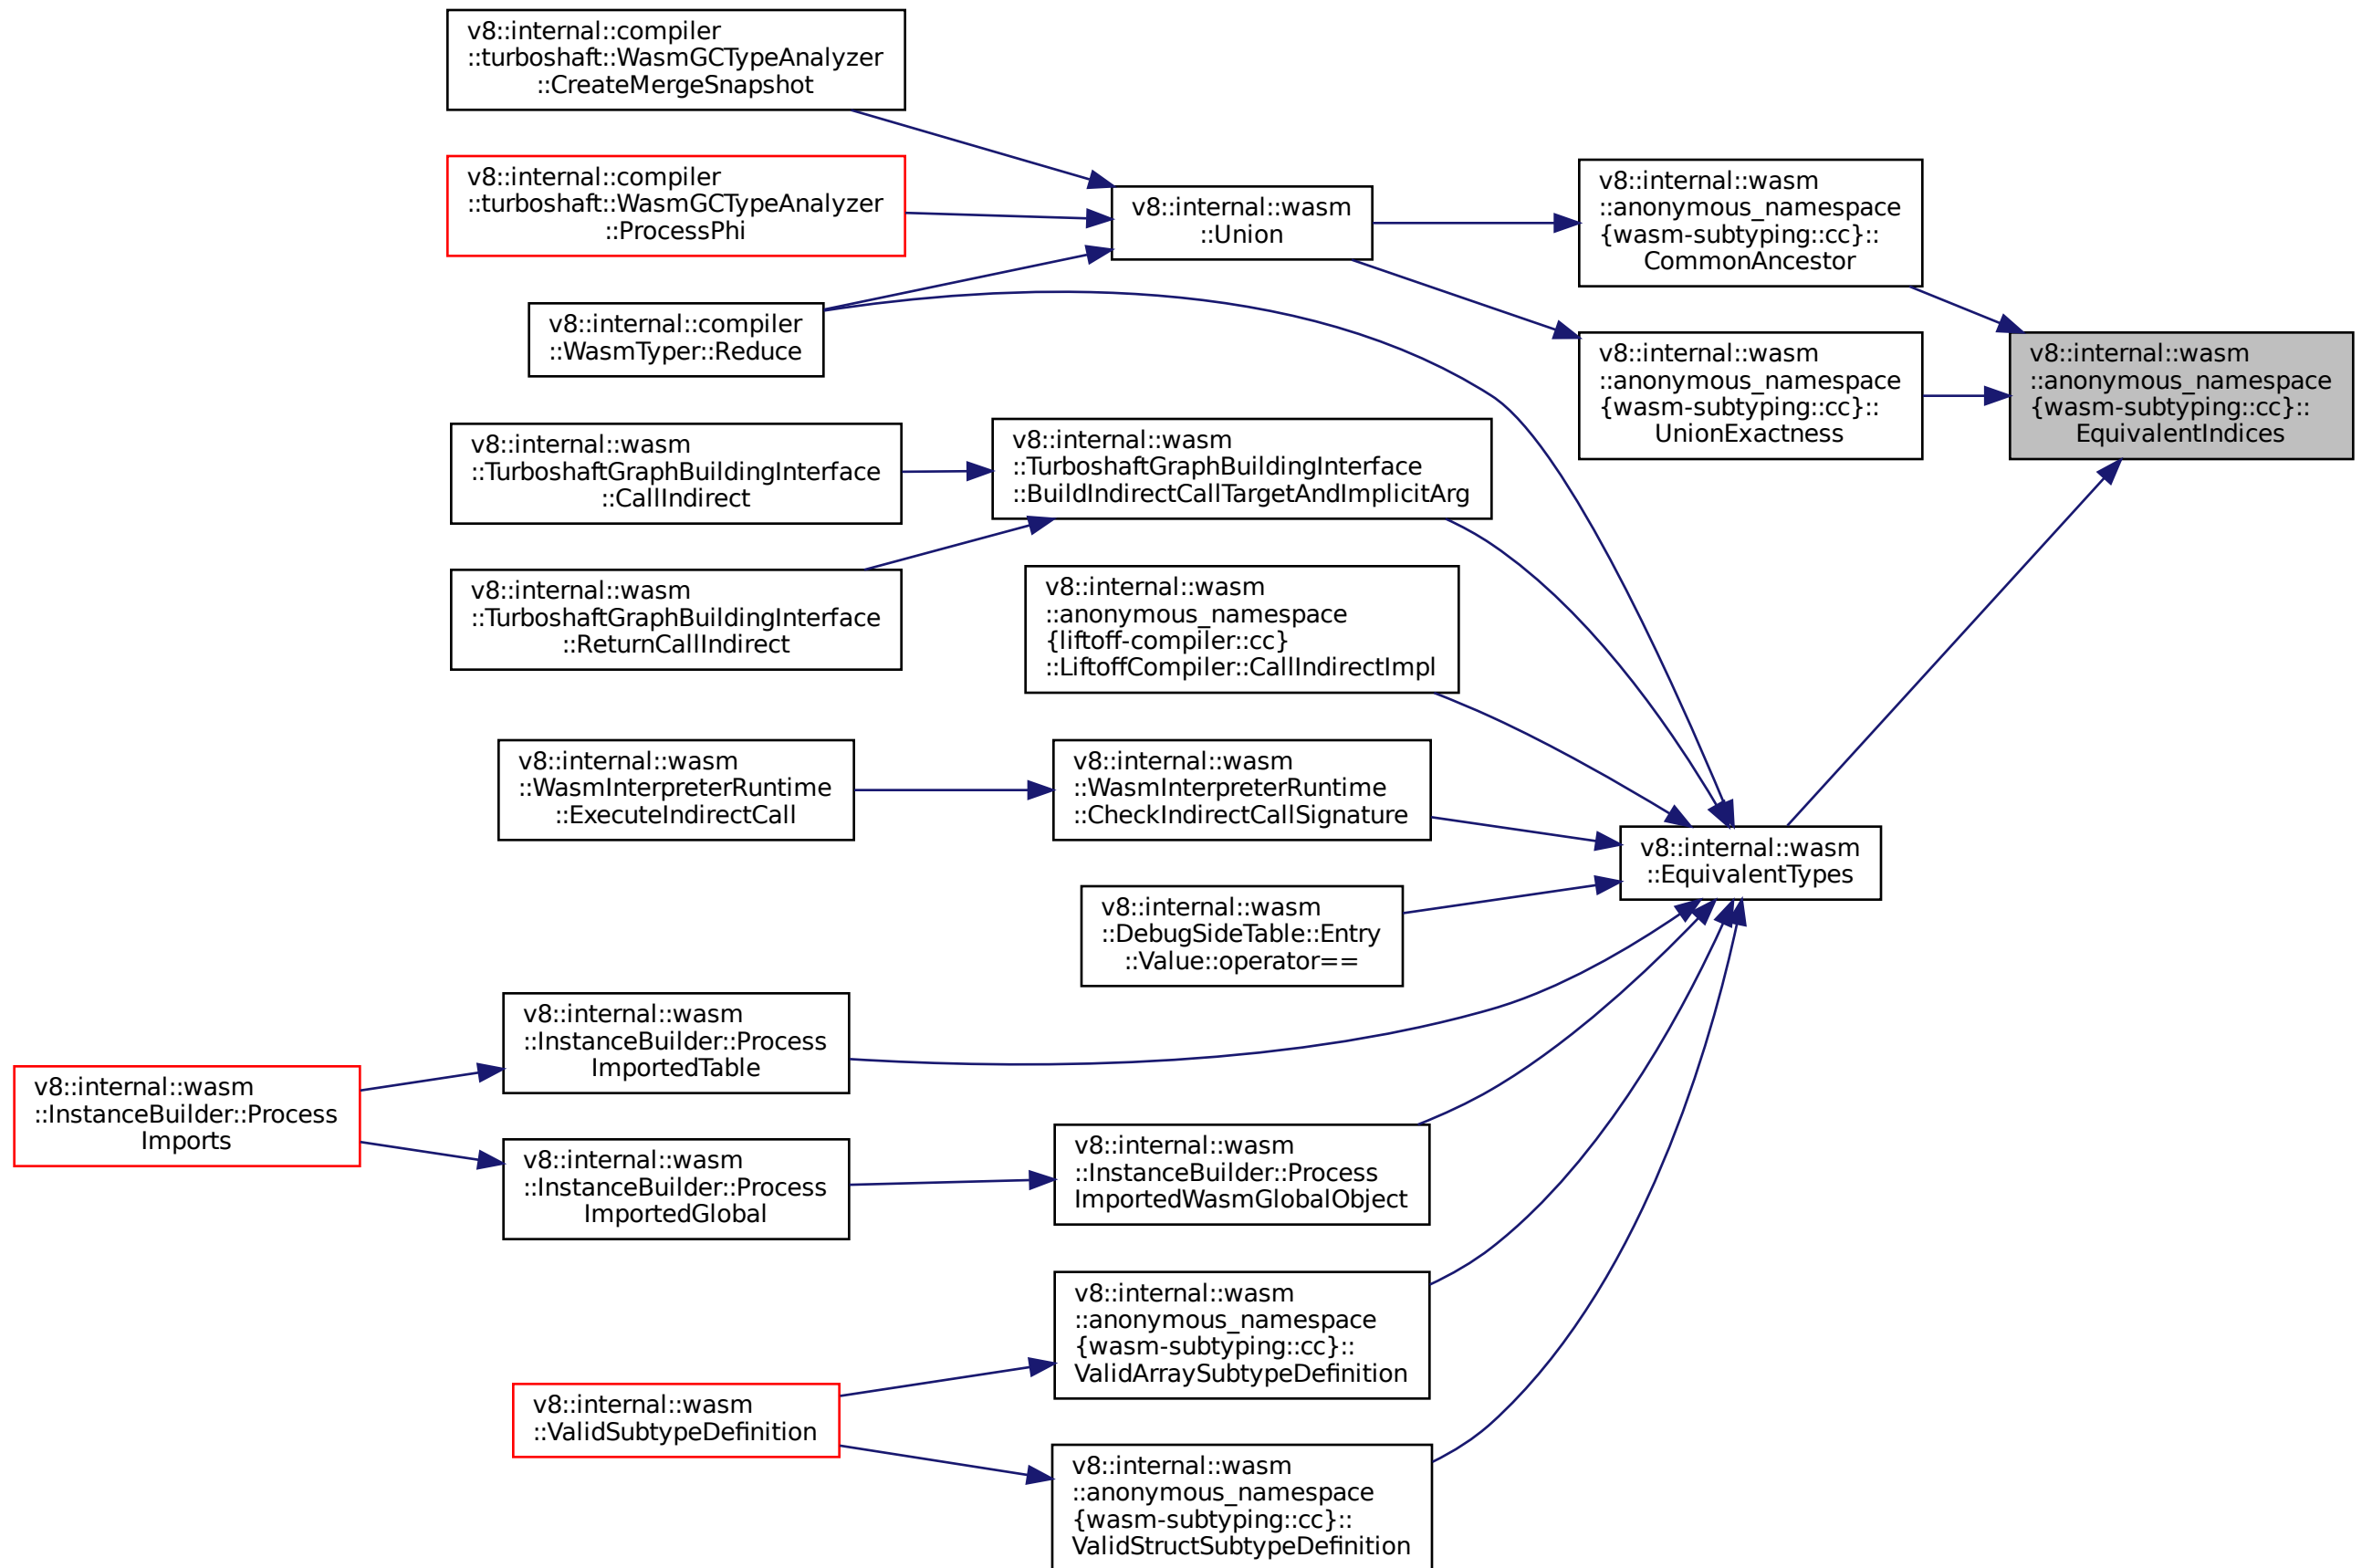 v8::internal::compiler
::turboshaft::WasmGCTypeAnalyzer
::CreateMergeSnapshot
v8::internal::compiler
::turboshaft::WasmGCTypeAnalyzer
::ProcessPhi
v8::internal::wasm
::Union
v8::internal::wasm
::anonymous_namespace
{wasm-subtyping::cc}::
CommonAncestor
v8::internal::compiler
::WasmTyper::Reduce
v8::internal::wasm
::anonymous_namespace
{wasm-subtyping::cc}::
UnionExactness
v8::internal::wasm
::anonymous_namespace
{wasm-subtyping::cc}::
EquivalentIndices
v8::internal::wasm
::TurboshaftGraphBuildingInterface
::CallIndirect
v8::internal::wasm
::TurboshaftGraphBuildingInterface
::BuildIndirectCallTargetAndImplicitArg
v8::internal::wasm
::TurboshaftGraphBuildingInterface
::ReturnCallIndirect
v8::internal::wasm
::anonymous_namespace
{liftoff-compiler::cc}
::LiftoffCompiler::CallIndirectImpl
v8::internal::wasm
::WasmInterpreterRuntime
::ExecuteIndirectCall
v8::internal::wasm
::WasmInterpreterRuntime
::CheckIndirectCallSignature
v8::internal::wasm
::EquivalentTypes
v8::internal::wasm
::DebugSideTable::Entry
::Value::operator==
v8::internal::wasm
::InstanceBuilder::Process
ImportedTable
v8::internal::wasm
::InstanceBuilder::Process
Imports
v8::internal::wasm
::InstanceBuilder::Process
ImportedGlobal
v8::internal::wasm
::InstanceBuilder::Process
ImportedWasmGlobalObject
v8::internal::wasm
::anonymous_namespace
{wasm-subtyping::cc}::
ValidArraySubtypeDefinition
v8::internal::wasm
::ValidSubtypeDefinition
v8::internal::wasm
::anonymous_namespace
{wasm-subtyping::cc}::
ValidStructSubtypeDefinition